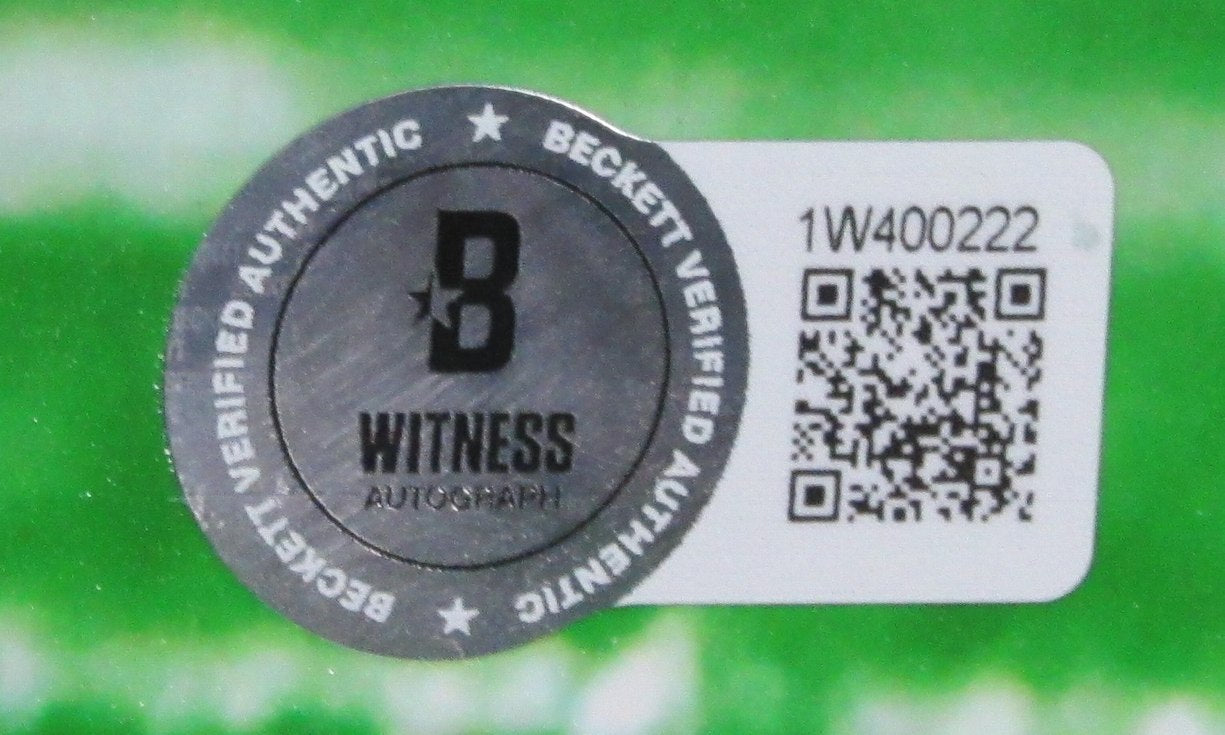 BECKETT VERIFIED AUTHENTIC ★ BECKETT VERIFIED AUTHENTIC ★
B
WITNESS
AUTOGRAPH
1W400222